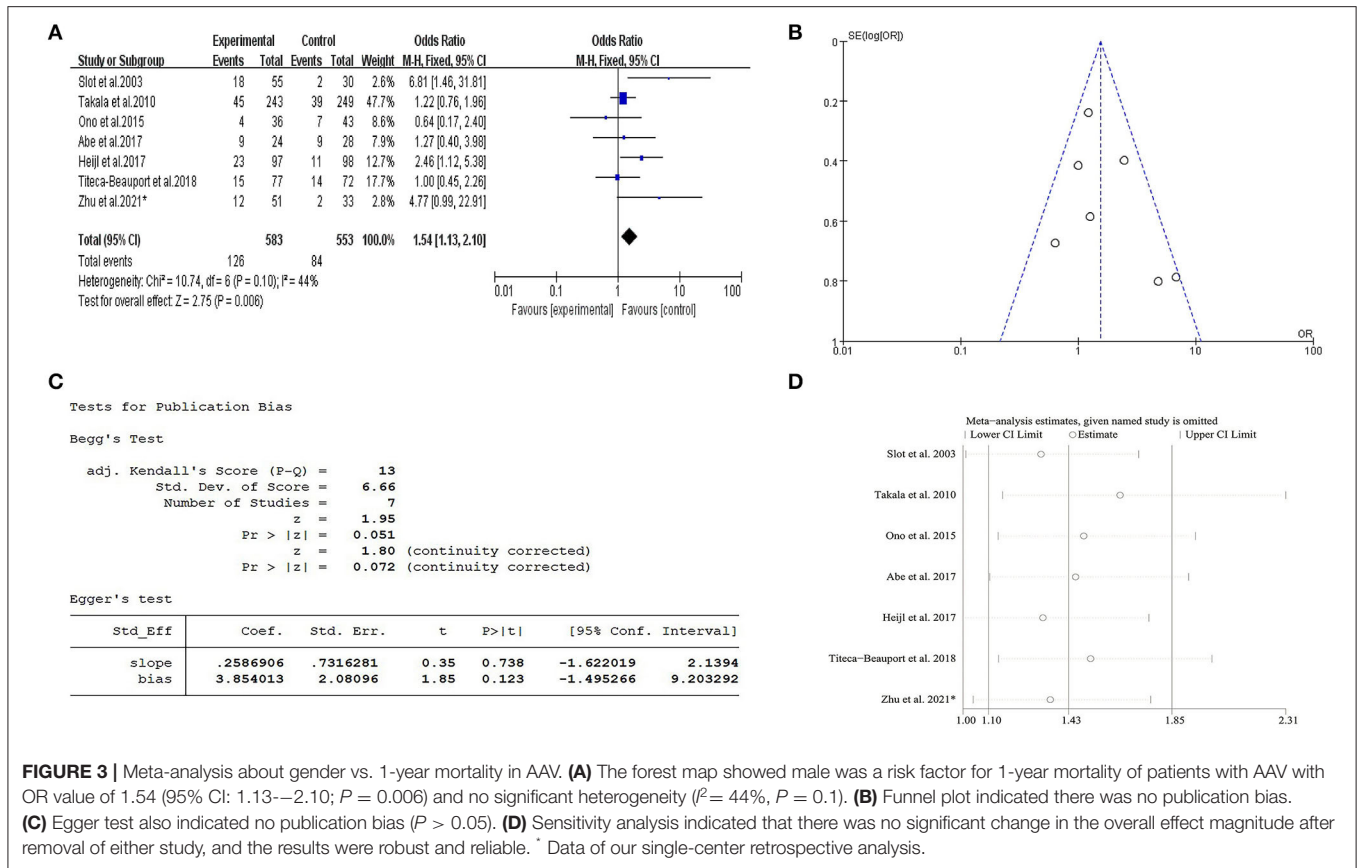 A
Experimental Control Odds Ratio Odds Ratio
Study or Subgroup Events Total Events Total Weight M-H, Fixed, 95% CI M-H, Fixed, 95% CI
Slot et al.2003 18 55 2 30 2.6% 6.81 [1.46, 31.81]
Takala et al.2010 45 243 39 249 47.7% 1.22 [0.76, 1.96]
Ono et al.2015 4 36 7 43 8.6% 0.64 [0.17, 2.40]
Abe et al.2017 9 24 9 28 7.9% 1.27 [0.40, 3.98]
Heijl et al.2017 23 97 11 98 12.7% 2.46 [1.12, 5.38]
Titeca-Beauport et al.2018 15 77 14 72 17.7% 1.00 [0.45, 2.26]
Zhu et al.2021* 12 51 2 33 2.8% 4.77 [0.99, 22.91]
Total (95% CI) 583 553 100.0% 1.54 [1.13, 2.10]
Total events 126 84
Heterogeneity: Chi² = 10.74, df = 6 (P = 0.10); I² = 44%
Test for overall effect: Z = 2.75 (P = 0.006)
0.01 0.1 1 10 100
Favours [experimental] Favours [control]
B
SE(log[OR])
0
0.2
0.4
0.6
0.8
1
OR
0.01 0.1 1 10 100
C
Tests for Publication Bias
Begg's Test
adj. Kendall's Score (P-Q) = 13
Std. Dev. of Score = 6.66
Number of Studies = 7
z = 1.95
Pr > |z| = 0.051
z = 1.80 (continuity corrected)
Pr > |z| = 0.072 (continuity corrected)
Egger's test
Std_Eff Coef. Std. Err. t P>|t| [95% Conf. Interval]
slope .2586906 .7316281 0.35 0.738 -1.622019 2.1394
bias 3.854013 2.08096 1.85 0.123 -1.495266 9.203292
D
Meta-analysis estimates, given named study is omitted
Lower CI Limit Estimate Upper CI Limit
Slot et al. 2003
Takala et al. 2010
Ono et al. 2015
Abe et al. 2017
Heijl et al. 2017
Titeca-Beauport et al. 2018
Zhu et al. 2021*
1.00 1.10 1.43 1.85 2.31
FIGURE 3 | Meta-analysis about gender vs. 1-year mortality in AAV. (A) The forest map showed male was a risk factor for 1-year mortality of patients with AAV with
OR value of 1.54 (95% CI: 1.13-–2.10; P = 0.006) and no significant heterogeneity (I² = 44%, P = 0.1). (B) Funnel plot indicated there was no publication bias.
(C) Egger test also indicated no publication bias (P > 0.05). (D) Sensitivity analysis indicated that there was no significant change in the overall effect magnitude after
removal of either study, and the results were robust and reliable. * Data of our single-center retrospective analysis.